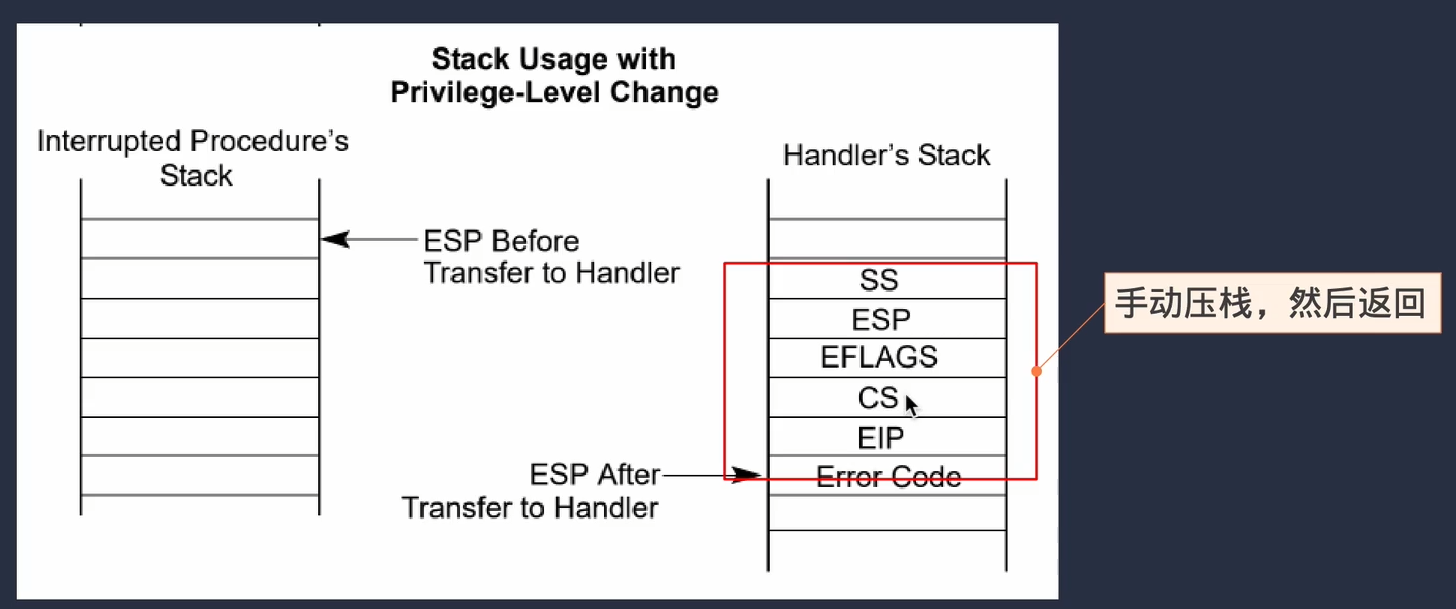 Stack Usage with
Privilege-Level Change
Interrupted Procedure's
Stack
Handler's Stack
ESP Before
Transfer to Handler
SS
ESP
EFLAGS
CS
EIP
Error Code
ESP After
Transfer to Handler
手动压栈，然后返回